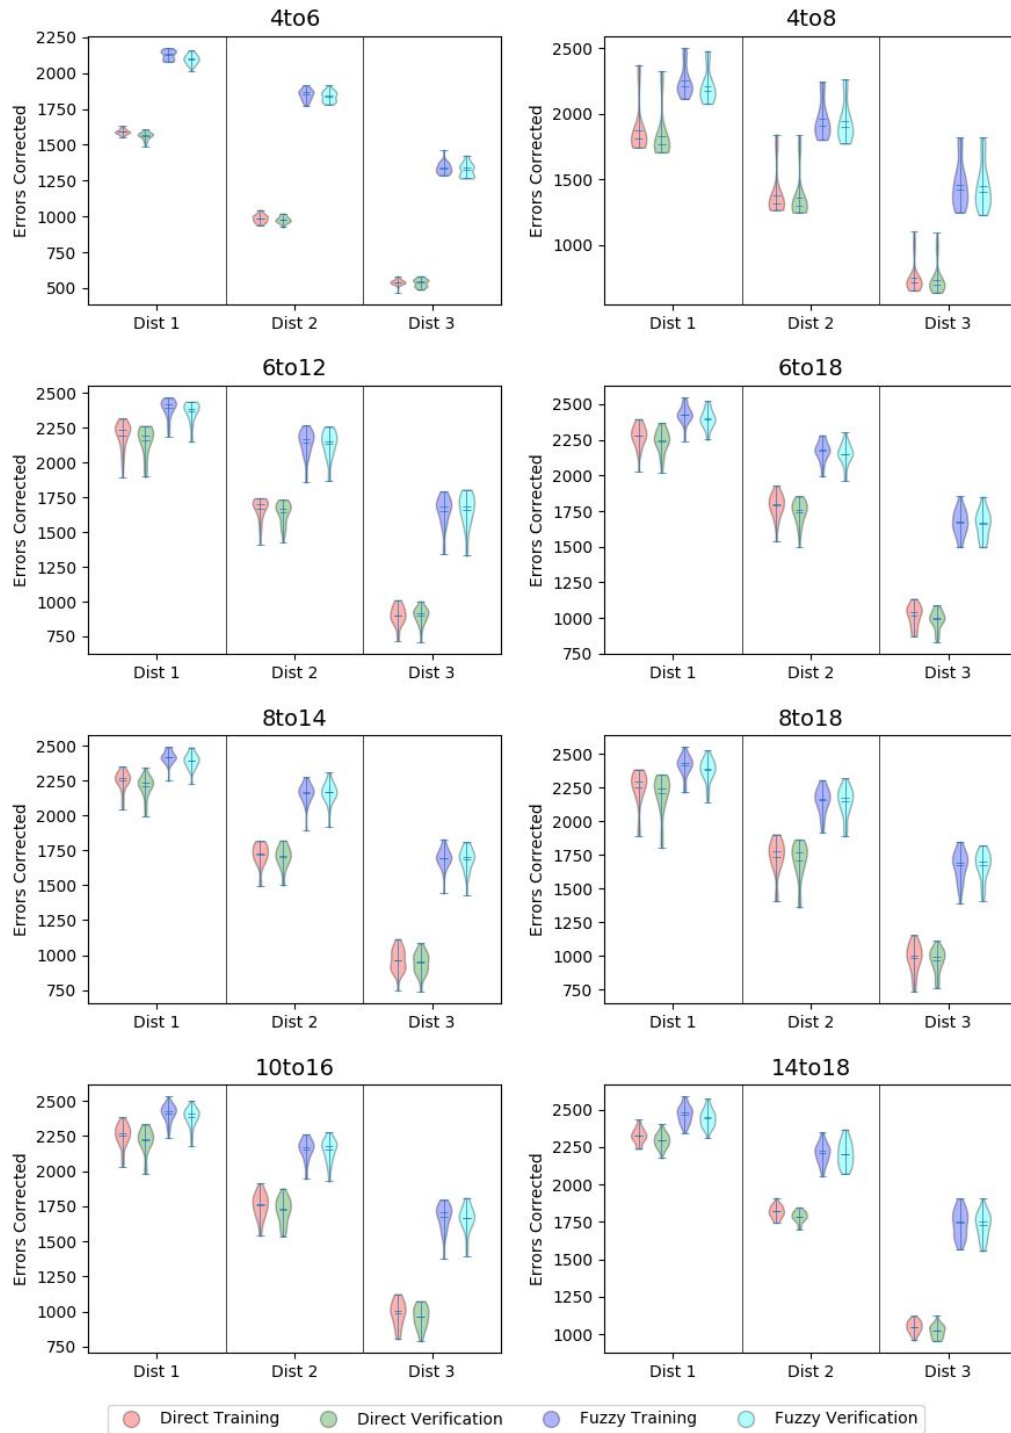 4to6
4to8
2250
2000
1750
1500
1250
1000
750
500
Errors Corrected
Dist 1
Dist 2
Dist 3
2500
2000
1500
1000
Errors Corrected
Dist 1
Dist 2
Dist 3
6to12
6to18
2500
2250
2000
1750
1500
1250
1000
750
Errors Corrected
Dist 1
Dist 2
Dist 3
2500
2250
2000
1750
1500
1250
1000
750
Errors Corrected
Dist 1
Dist 2
Dist 3
8to14
8to18
2500
2250
2000
1750
1500
1250
1000
750
Errors Corrected
Dist 1
Dist 2
Dist 3
2500
2250
2000
1750
1500
1250
1000
750
Errors Corrected
Dist 1
Dist 2
Dist 3
10to16
14to18
2500
2250
2000
1750
1500
1250
1000
750
Errors Corrected
Dist 1
Dist 2
Dist 3
2500
2250
2000
1750
1500
1250
1000
Errors Corrected
Dist 1
Dist 2
Dist 3
Direct Training
Direct Verification
Fuzzy Training
Fuzzy Verification